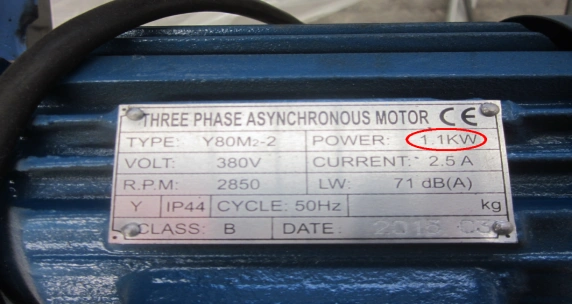 THREE PHASE ASYNCHRONOUS MOTOR CE
TYPE: Y80M2-2 POWER: 1.1KW
VOLT: 380V CURRENT: 2.5 A
R.P.M: 2850 LW: 71 dB(A)
Y IP44 CYCLE: 50Hz kg
CLASS: B DATE: